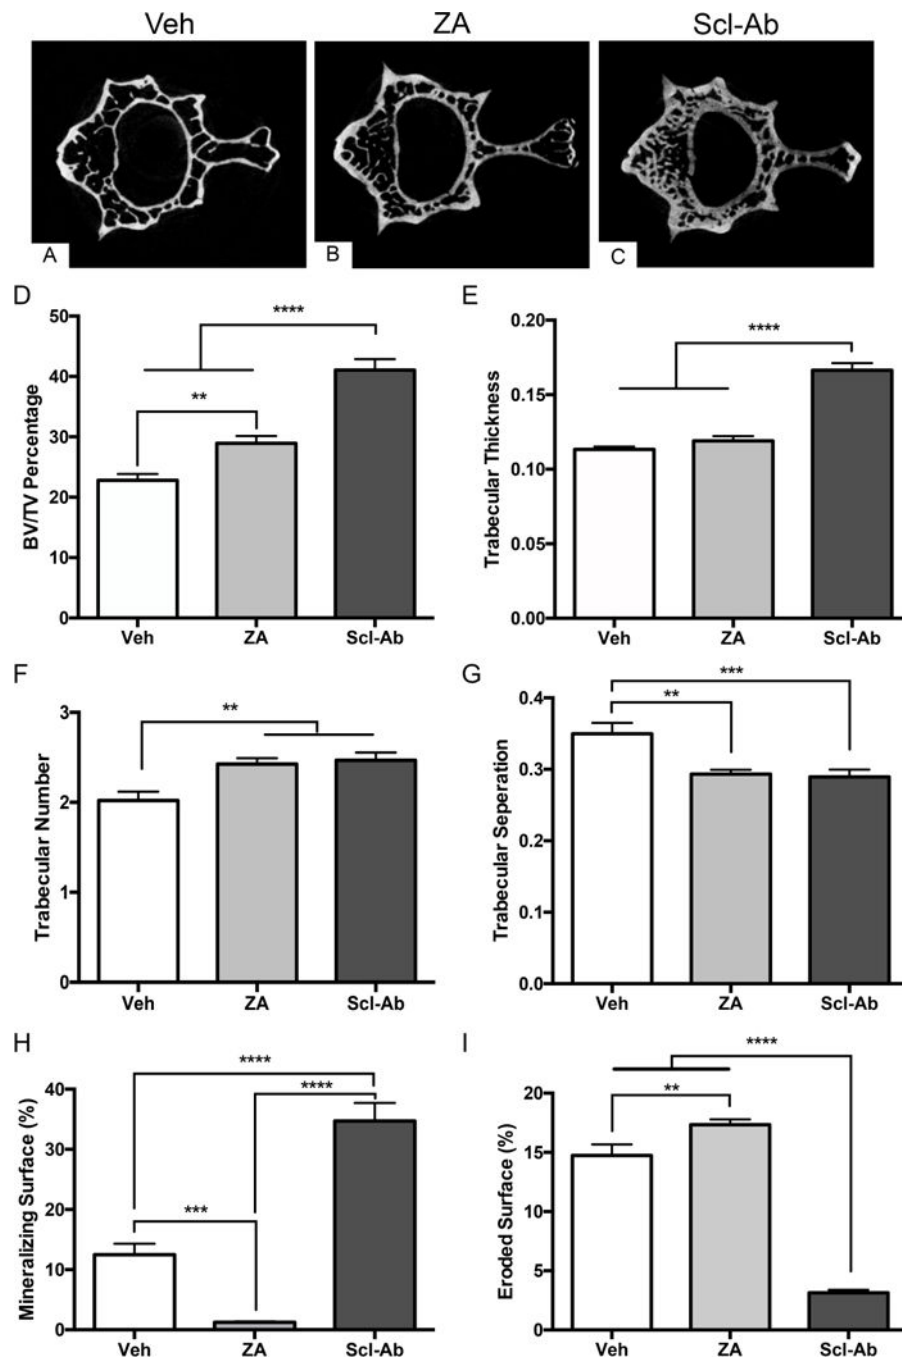 Veh ZA Scl-Ab
A B C
D E
**** ****
**
50
40
30
20
10
0
BV/TV Percentage
Veh ZA Scl-Ab
0.20
0.15
0.10
0.05
0.00
Trabecular Thickness
Veh ZA Scl-Ab
F G
**
3
2
1
0
Trabecular Number
Veh ZA Scl-Ab
***
**
0.4
0.3
0.2
0.1
0.0
Trabecular Seperation
Veh ZA Scl-Ab
H I
****
****
***
40
30
20
10
0
Mineralizing Surface (%)
Veh ZA Scl-Ab
****
**
20
15
10
5
0
Eroded Surface (%)
Veh ZA Scl-Ab